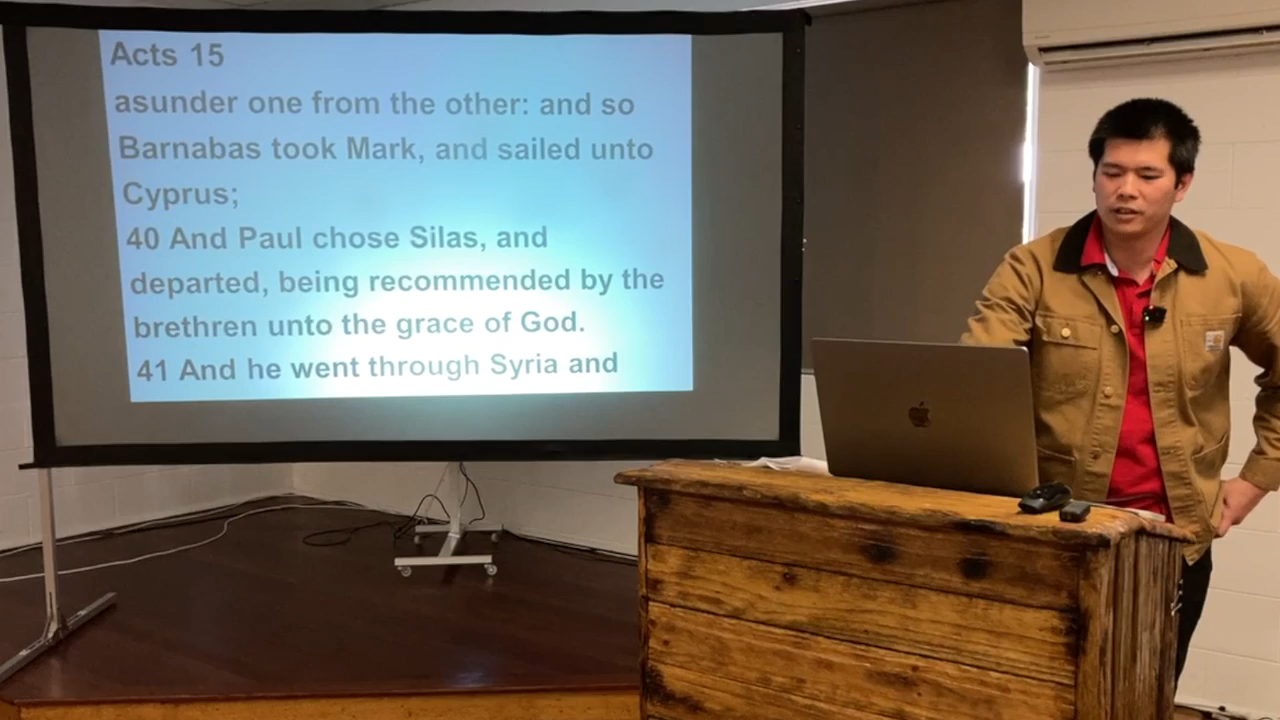 Acts 15
asunder one from the other: and so
Barnabas took Mark, and sailed unto
Cyprus;
40 And Paul chose Silas, and
departed, being recommended by the
brethren unto the grace of God.
41 And he went through Syria and